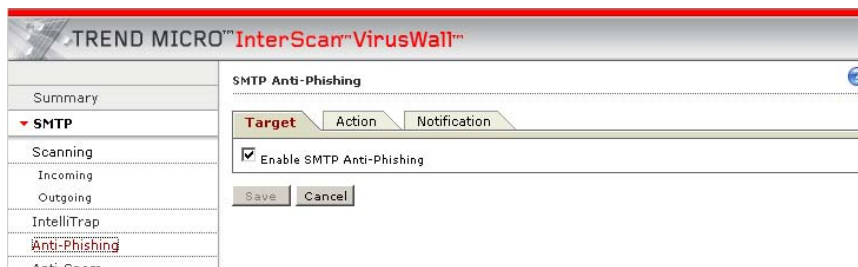 TREND MICRO™ InterScan™ VirusWall™
SMTP Anti-Phishing
Summary
SMTP
Target Action Notification
Scanning
Enable SMTP Anti-Phishing
Incoming
Outgoing
Save Cancel
IntelliTrap
Anti-Phishing